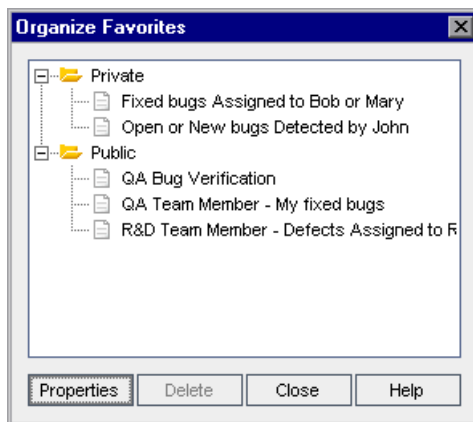 Organize Favorites
Private
Fixed bugs Assigned to Bob or Mary
Open or New bugs Detected by John
Public
QA Bug Verification
QA Team Member - My fixed bugs
R&D Team Member - Defects Assigned to R
Properties Delete Close Help